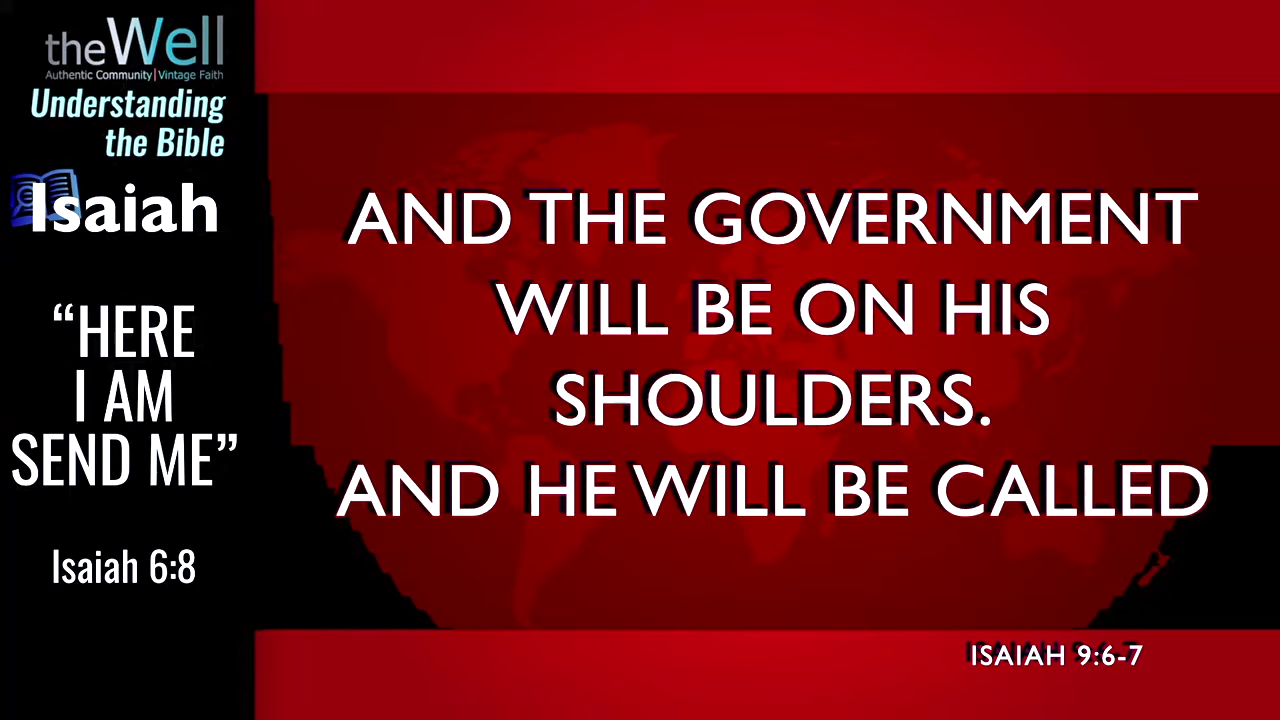 theWell
Authentic Community|Vintage Faith
Understanding
the Bible
Isaiah
“HERE
I AM
SEND ME”
Isaiah 6:8
AND THE GOVERNMENT
WILL BE ON HIS
SHOULDERS.
AND HE WILL BE CALLED
ISAIAH 9:6-7